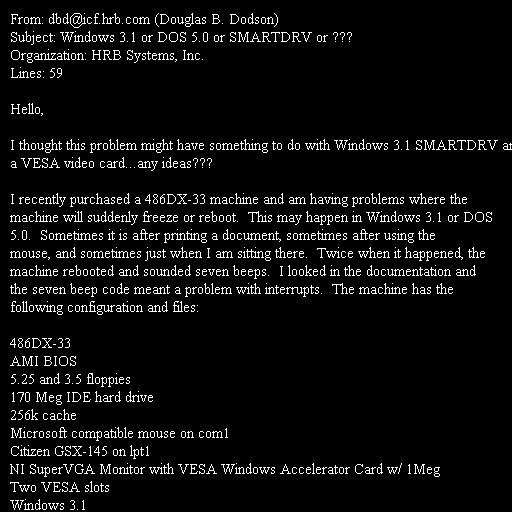 From: dbd@icf.hrb.com (Douglas B. Dodson)
Subject: Windows 3.1 or DOS 5.0 or SMARTDRV or ???
Organization: HRB Systems, Inc.
Lines: 59
Hello,
I thought this problem might have something to do with Windows 3.1 SMARTDRV
a VESA video card...any ideas???
I recently purchased a 486DX-33 machine and am having problems where the
machine will suddenly freeze or reboot.  This may happen in Windows 3.1 or DOS
5.0.  Sometimes it is after printing a document, sometimes after using the
mouse, and sometimes just when I am sitting there.  Twice when it happened, the
machine rebooted and sounded seven beeps.  I looked in the documentation and
the seven beep code meant a problem with interrupts.  The machine has the
following configuration and files:
486DX-33
AMI BIOS
5.25 and 3.5 floppies
170 Meg IDE hard drive
256k cache
Microsoft compatible mouse on com1
Citizen GSX-145 on lpt1
NI SuperVGA Monitor with VESA Windows Accelerator Card w/ 1Meg
Two VESA slots
Windows 3.1